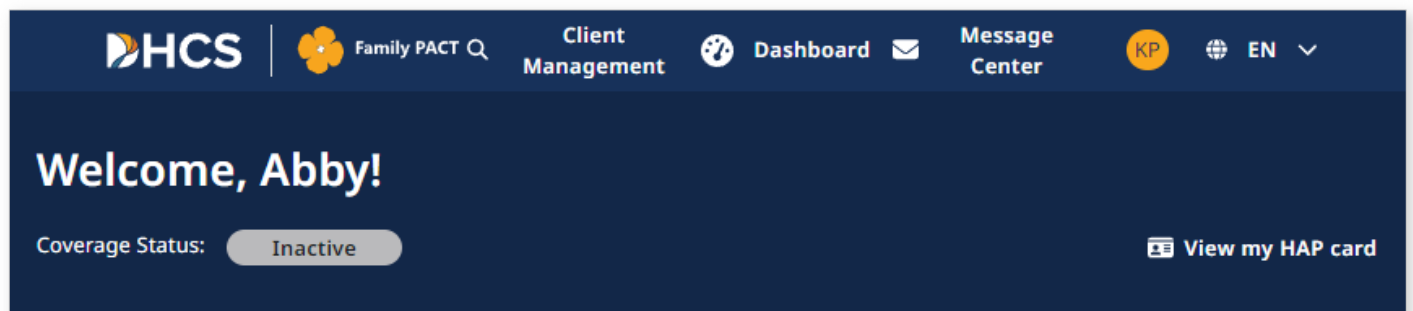 DHCS Family PACT Client Management Dashboard Message Center KP EN
Welcome, Abby!
Coverage Status: Inactive View my HAP card